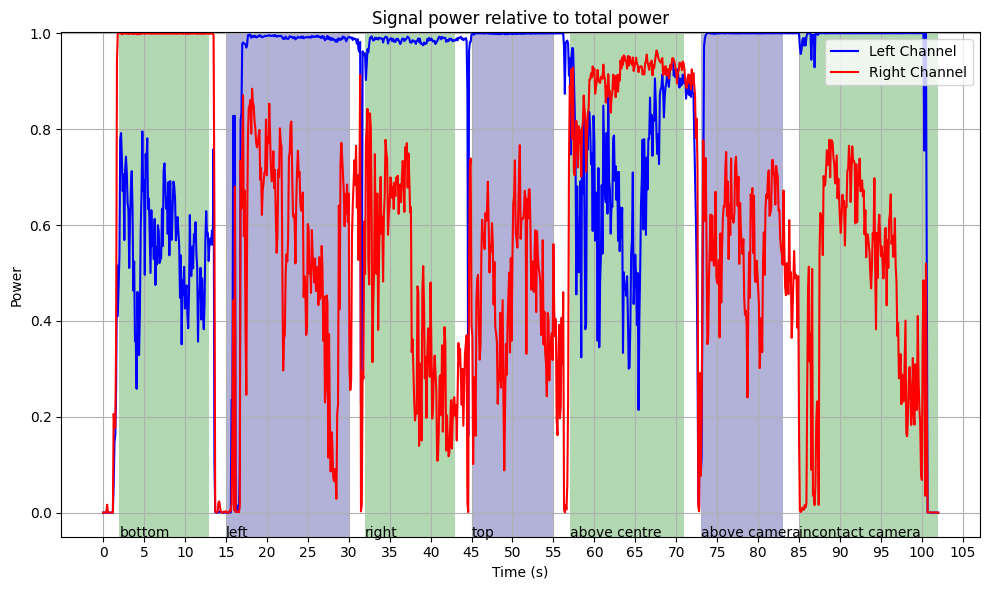 Signal power relative to total power
Left Channel
Right Channel
Power
1.0
0.8
0.6
0.4
0.2
0.0
bottom
left
right
top
above centre
above camera
incontact camera
0 5 10 15 20 25 30 35 40 45 50 55 60 65 70 75 80 85 90 95 100 105
Time (s)